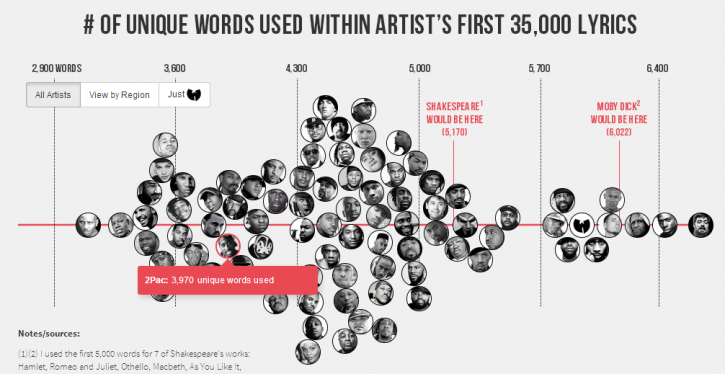 # OF UNIQUE WORDS USED WITHIN ARTIST'S FIRST 35,000 LYRICS
2,900 WORDS 3,600 4,300 5,000 5,700 6,400
All Artists View by Region Just
SHAKESPEARE¹
WOULD BE HERE
(5,170)
MOBY DICK²
WOULD BE HERE
(6,022)
2Pac: 3,970 unique words used
Notes/sources:
(1)(2) I used the first 5,000 words for 7 of Shakespeare's works:
Hamlet, Romeo and Juliet, Othello, Macbeth, As You Like It,